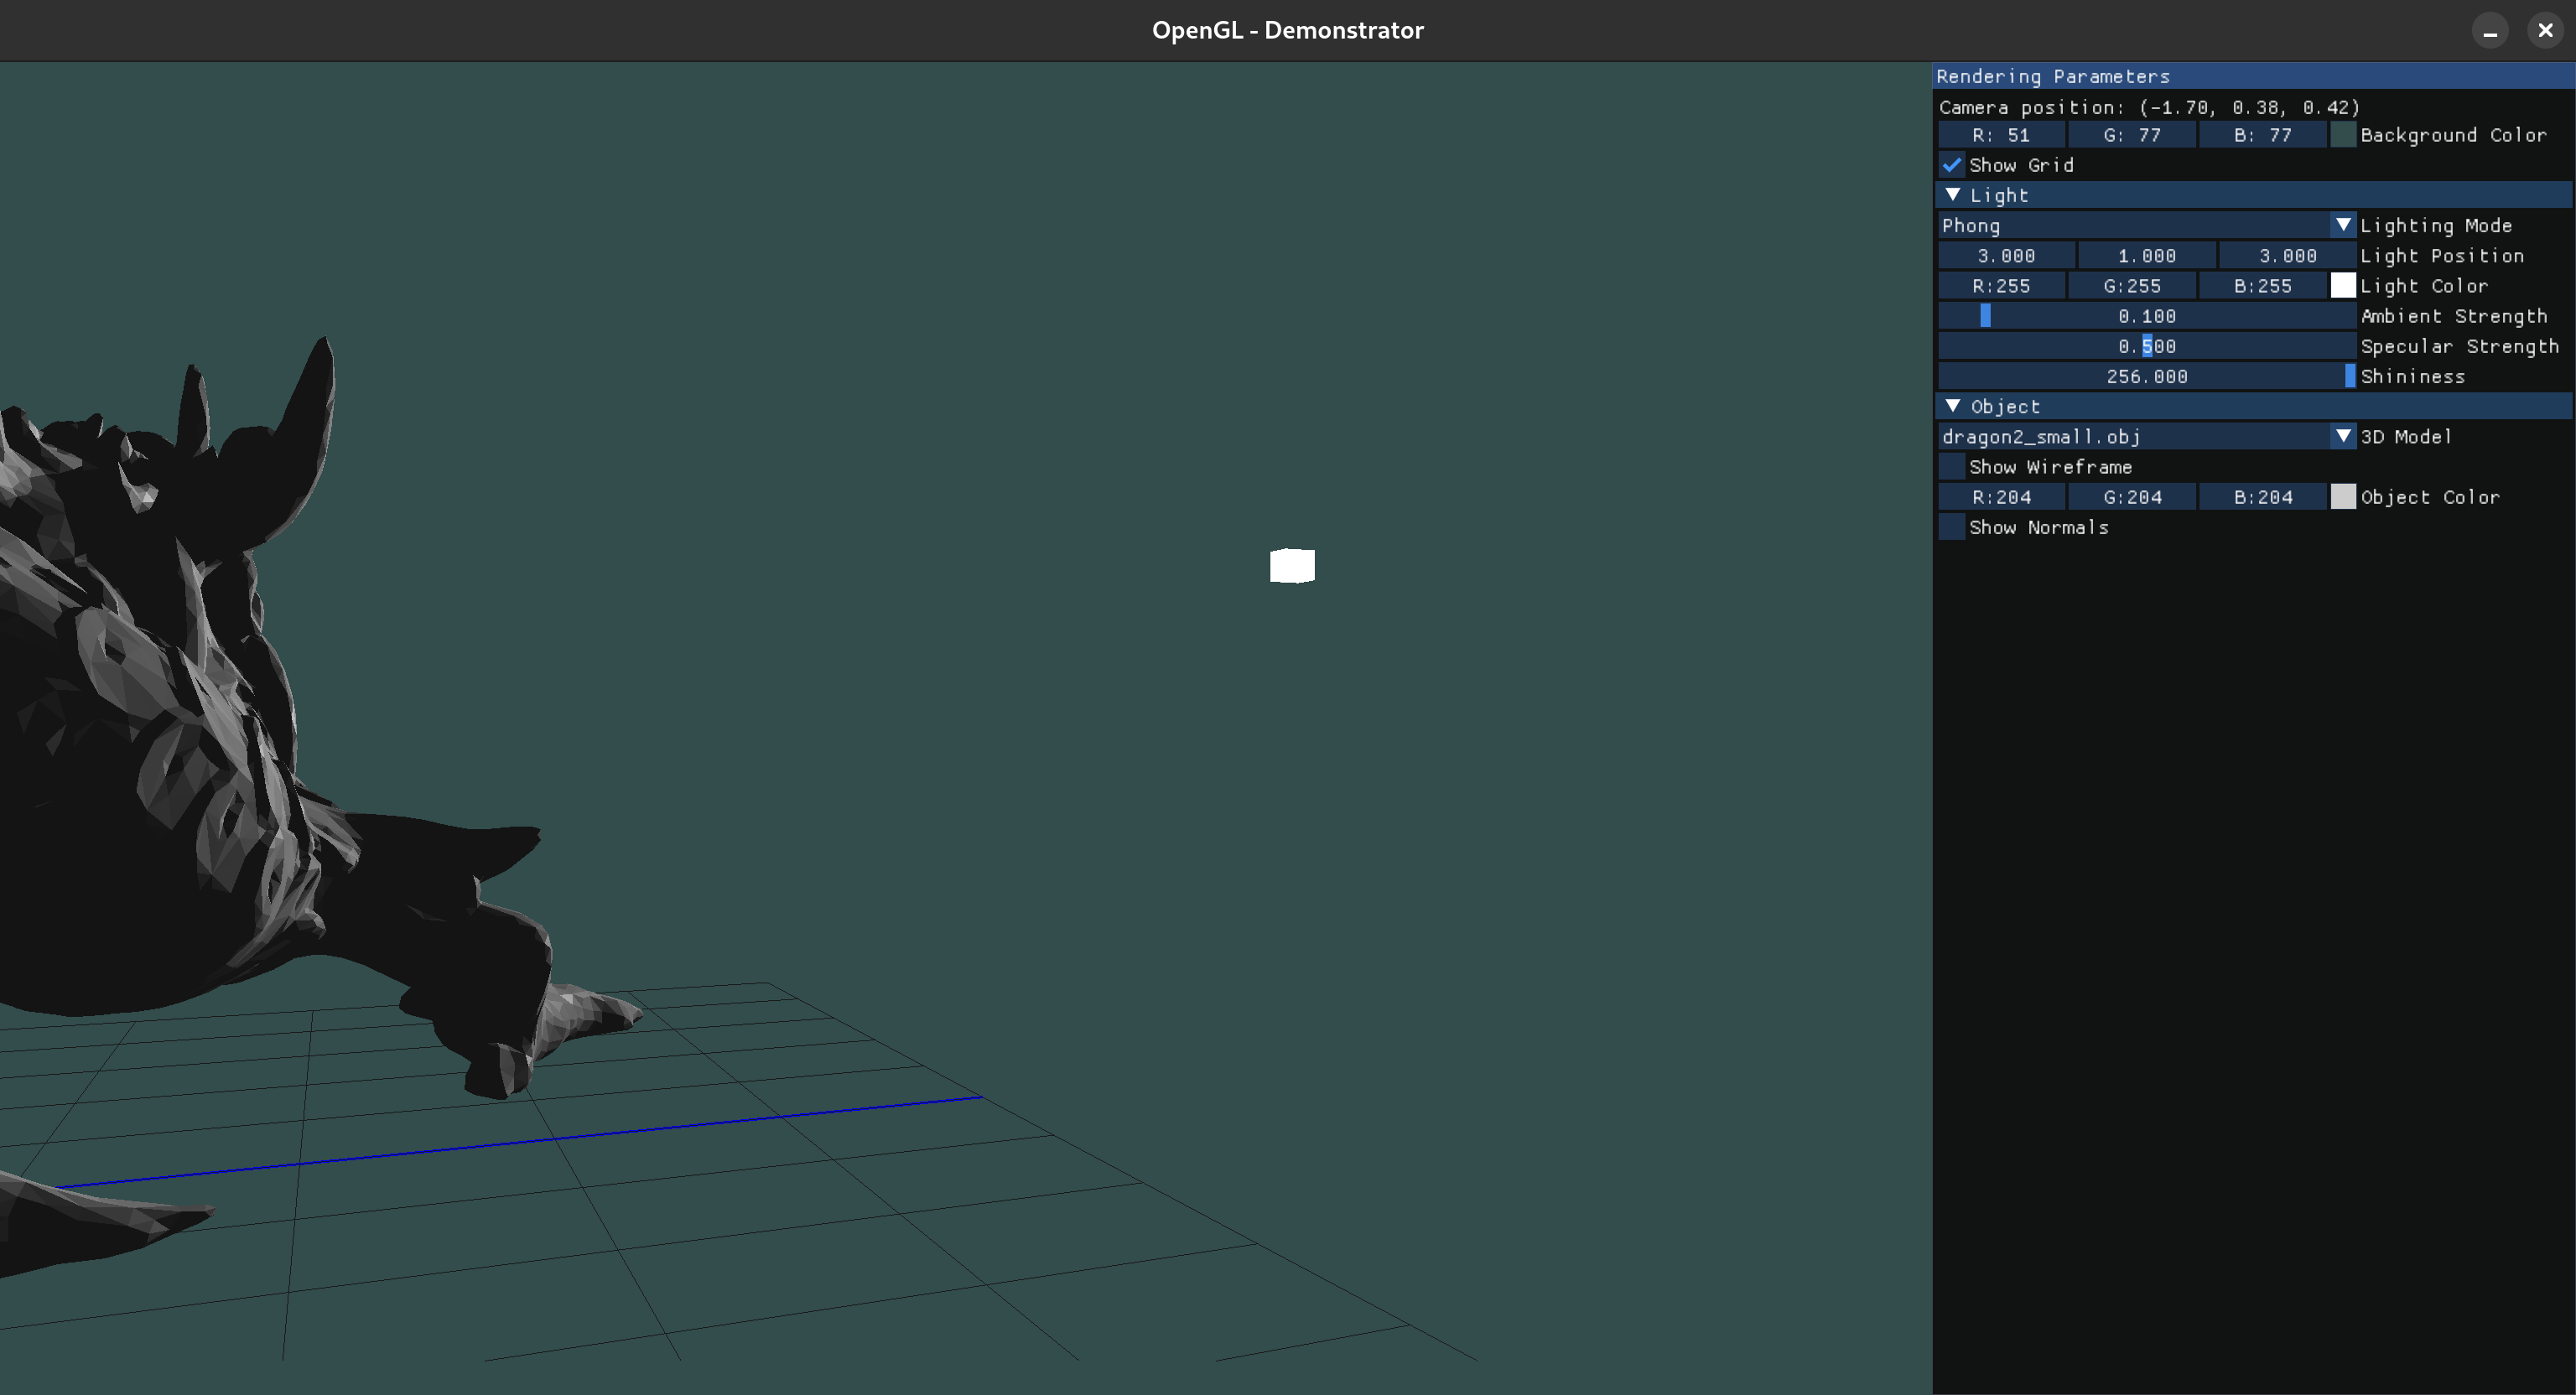 OpenGL - Demonstrator
Rendering Parameters
Camera position: (-1.70, 0.38, 0.42)
R: 51 G: 77 B: 77 Background Color
Show Grid
Light
Phong Lighting Mode
3.000 1.000 3.000 Light Position
R:255 G:255 B:255 Light Color
0.100 Ambient Strength
0.500 Specular Strength
256.000 Shininess
Object
dragon2_small.obj 3D Model
Show Wireframe
R:204 G:204 B:204 Object Color
Show Normals